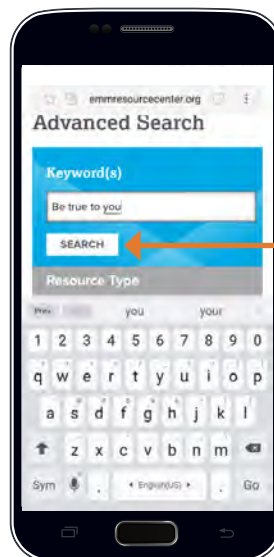 emmresourcecenter.org
Advanced Search
Keyword(s)
Be true to you
SEARCH
Resource Type
you your
1 2 3 4 5 6 7 8 9 0
q w e r t y u i o p
a s d f g h j k l
z x c v b n m
Sym , English(US) . Go